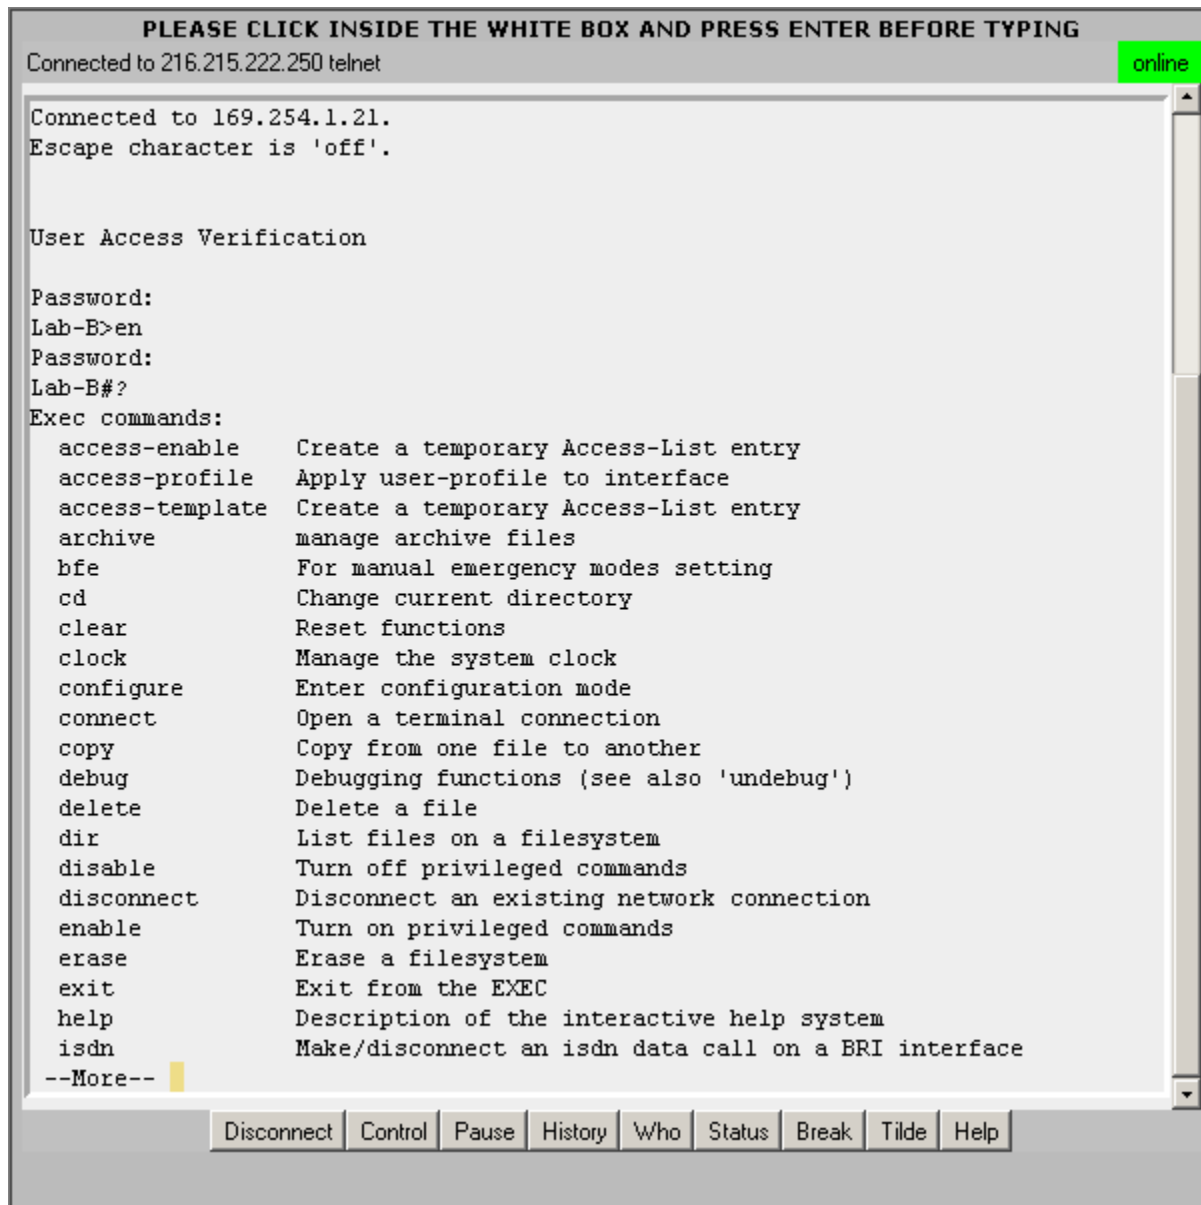 PLEASE CLICK INSIDE THE WHITE BOX AND PRESS ENTER BEFORE TYPING
Connected to 216.215.222.250 telnet online
Connected to 169.254.1.21.
Escape character is 'off'.
User Access Verification
Password:
Lab-B>en
Password:
Lab-B#?
Exec commands:
access-enable Create a temporary Access-List entry
access-profile Apply user-profile to interface
access-template Create a temporary Access-List entry
archive manage archive files
bfe For manual emergency modes setting
cd Change current directory
clear Reset functions
clock Manage the system clock
configure Enter configuration mode
connect Open a terminal connection
copy Copy from one file to another
debug Debugging functions (see also 'undebug')
delete Delete a file
dir List files on a filesystem
disable Turn off privileged commands
disconnect Disconnect an existing network connection
enable Turn on privileged commands
erase Erase a filesystem
exit Exit from the EXEC
help Description of the interactive help system
isdn Make/disconnect an isdn data call on a BRI interface
--More--
Disconnect Control Pause History Who Status Break Tilde Help